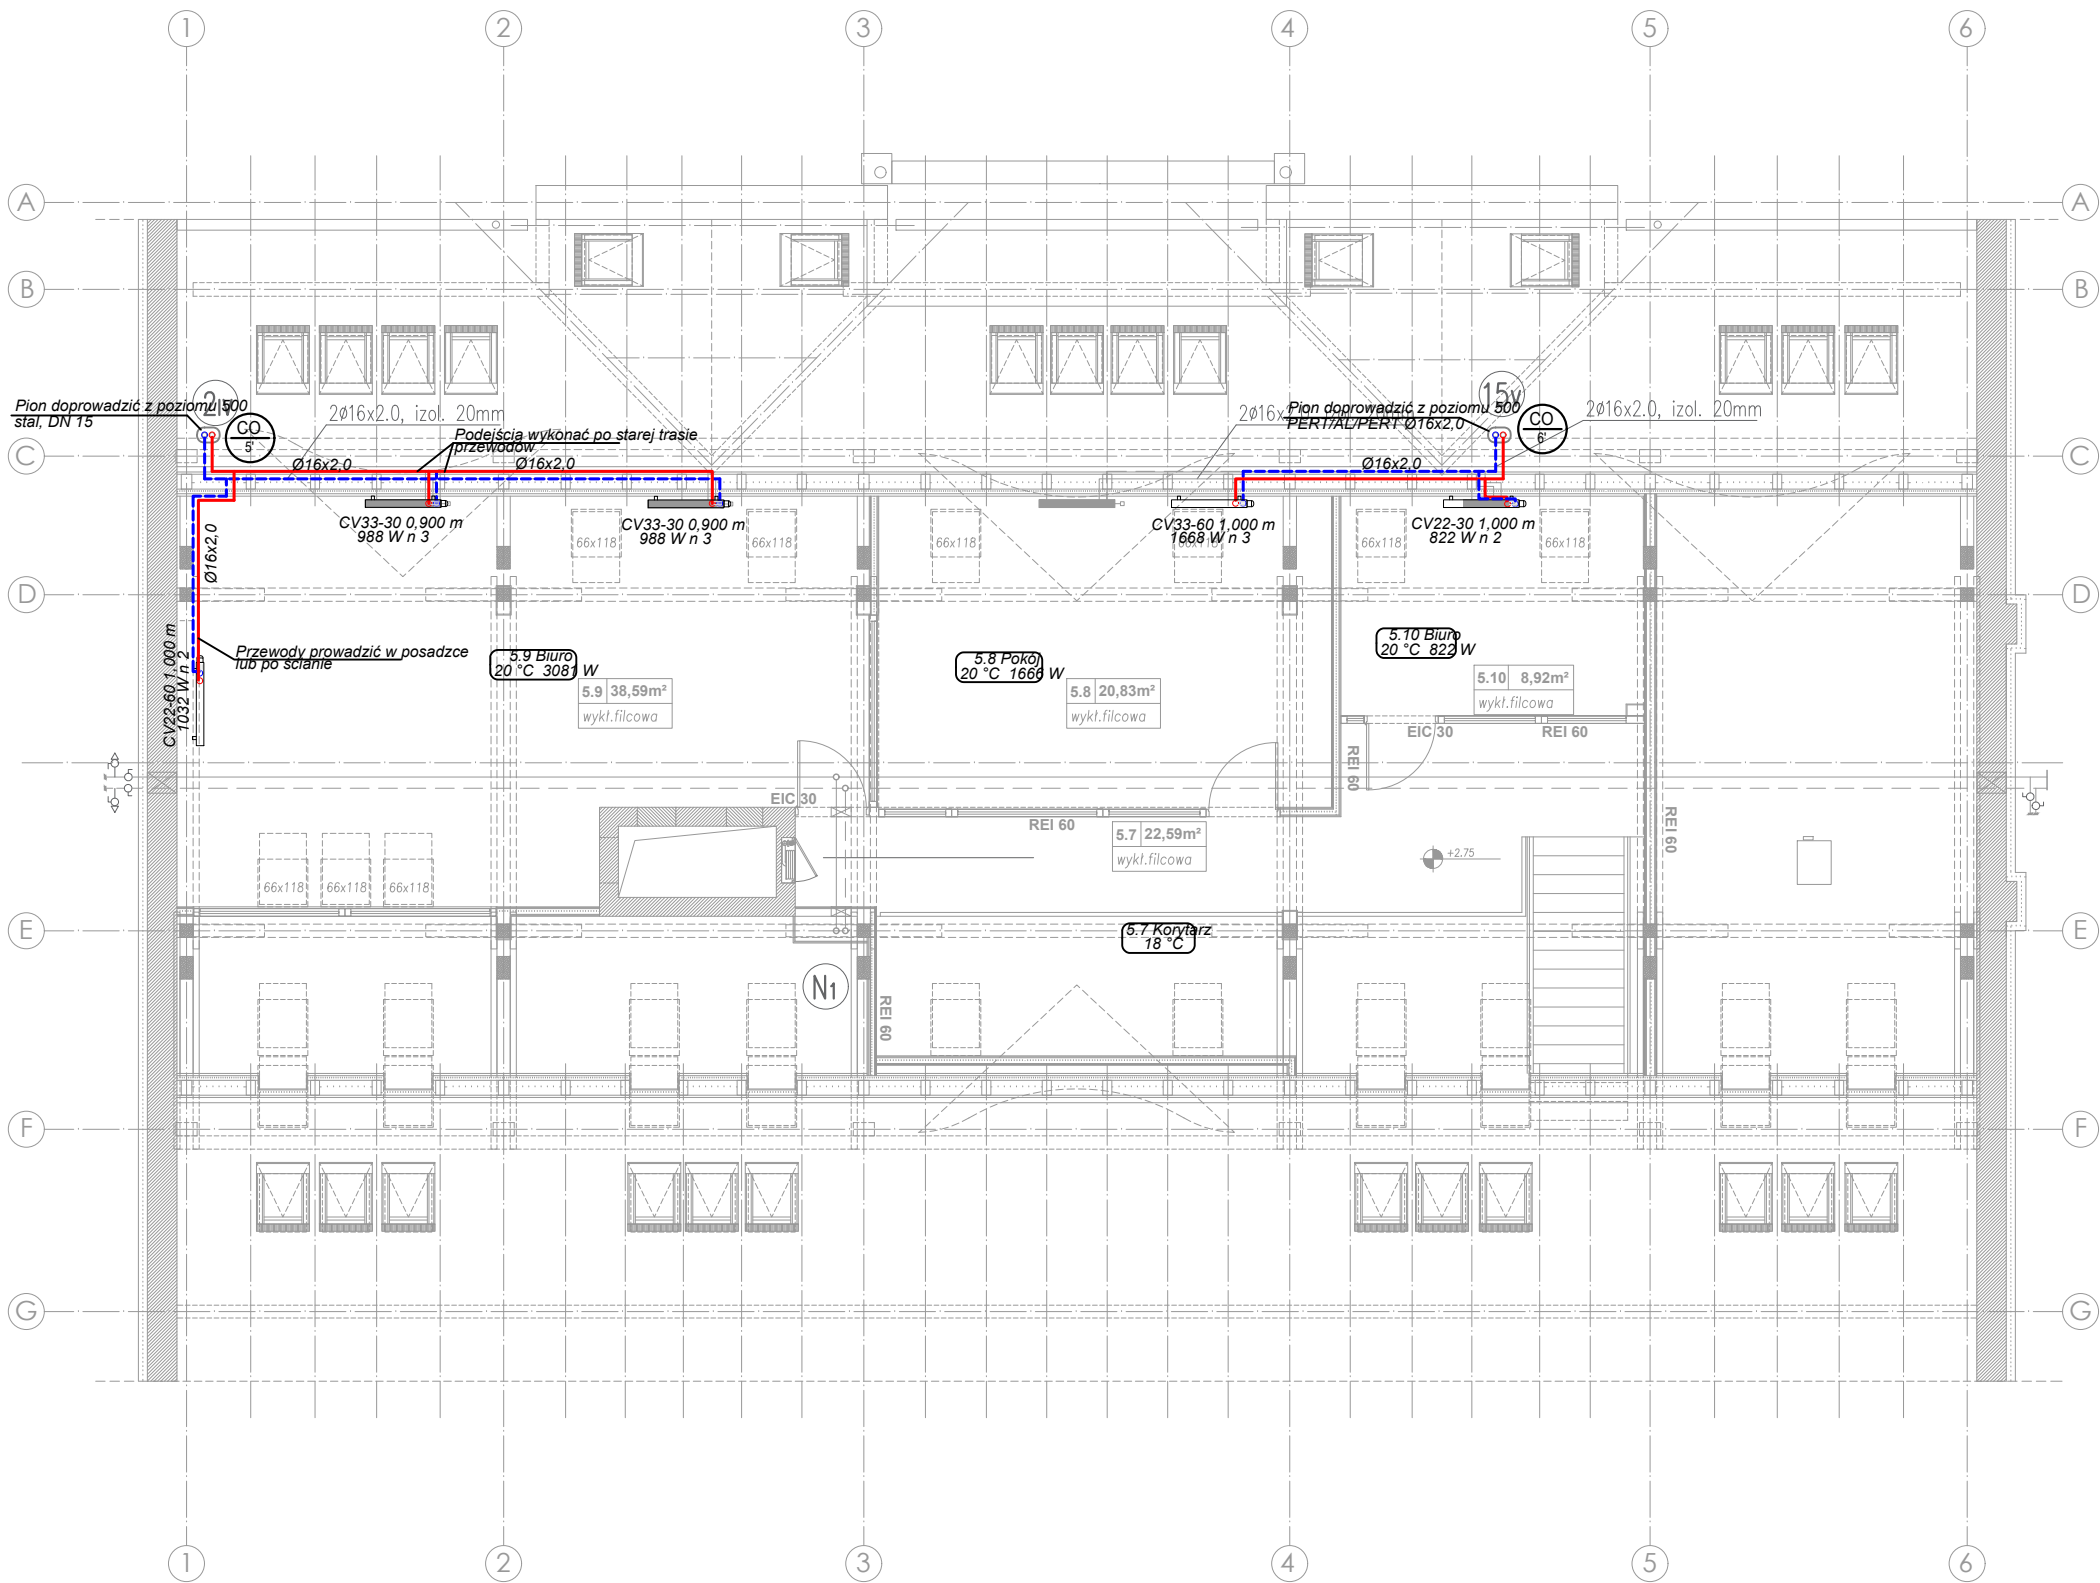 1
2
3
4
5
6
A
A
B
B
Pion doprowadzić z poziomu 500
stal, DN 15
CO
5'
2Ø16x2.0, izol. 20mm
Podejścia wykonać po starej trasie
przewodów
15v
Pion doprowadzić z poziomu 500
PERT/AL/PERT Ø16x2,0
CO
6'
2Ø16x2.0, izol. 20mm
C
C
Ø16x2,0
Ø16x2,0
Ø16x2,0
Ø16x2,0
CV33-30 0,900 m
988 W n 3
CV33-30 0,900 m
988 W n 3
CV33-60 1,000 m
1668 W n 3
CV22-30 1,000 m
822 W n 2
66x118
66x118
66x118
66x118
66x118
66x118
D
D
CV22-60 1,000 m
1032 W n 2
Przewody prowadzić w posadzce
lub po ścianie
5.9 Biuro
20 °C 3081 W
5.9 38,59m²
wykł.filcowa
5.8 Pokój
20 °C 1666 W
5.8 20,83m²
wykł.filcowa
5.10 Biuro
20 °C 822 W
5.10 8,92m²
wykł.filcowa
EIC 30
REI 60
REI 60
EIC 30
REI 60
REI 60
5.7 22,59m²
wykł.filcowa
+2.75
66x118
66x118
66x118
E
E
5.7 Korytarz
18 °C
N1
REI 60
F
F
G
G
1
2
3
4
5
6